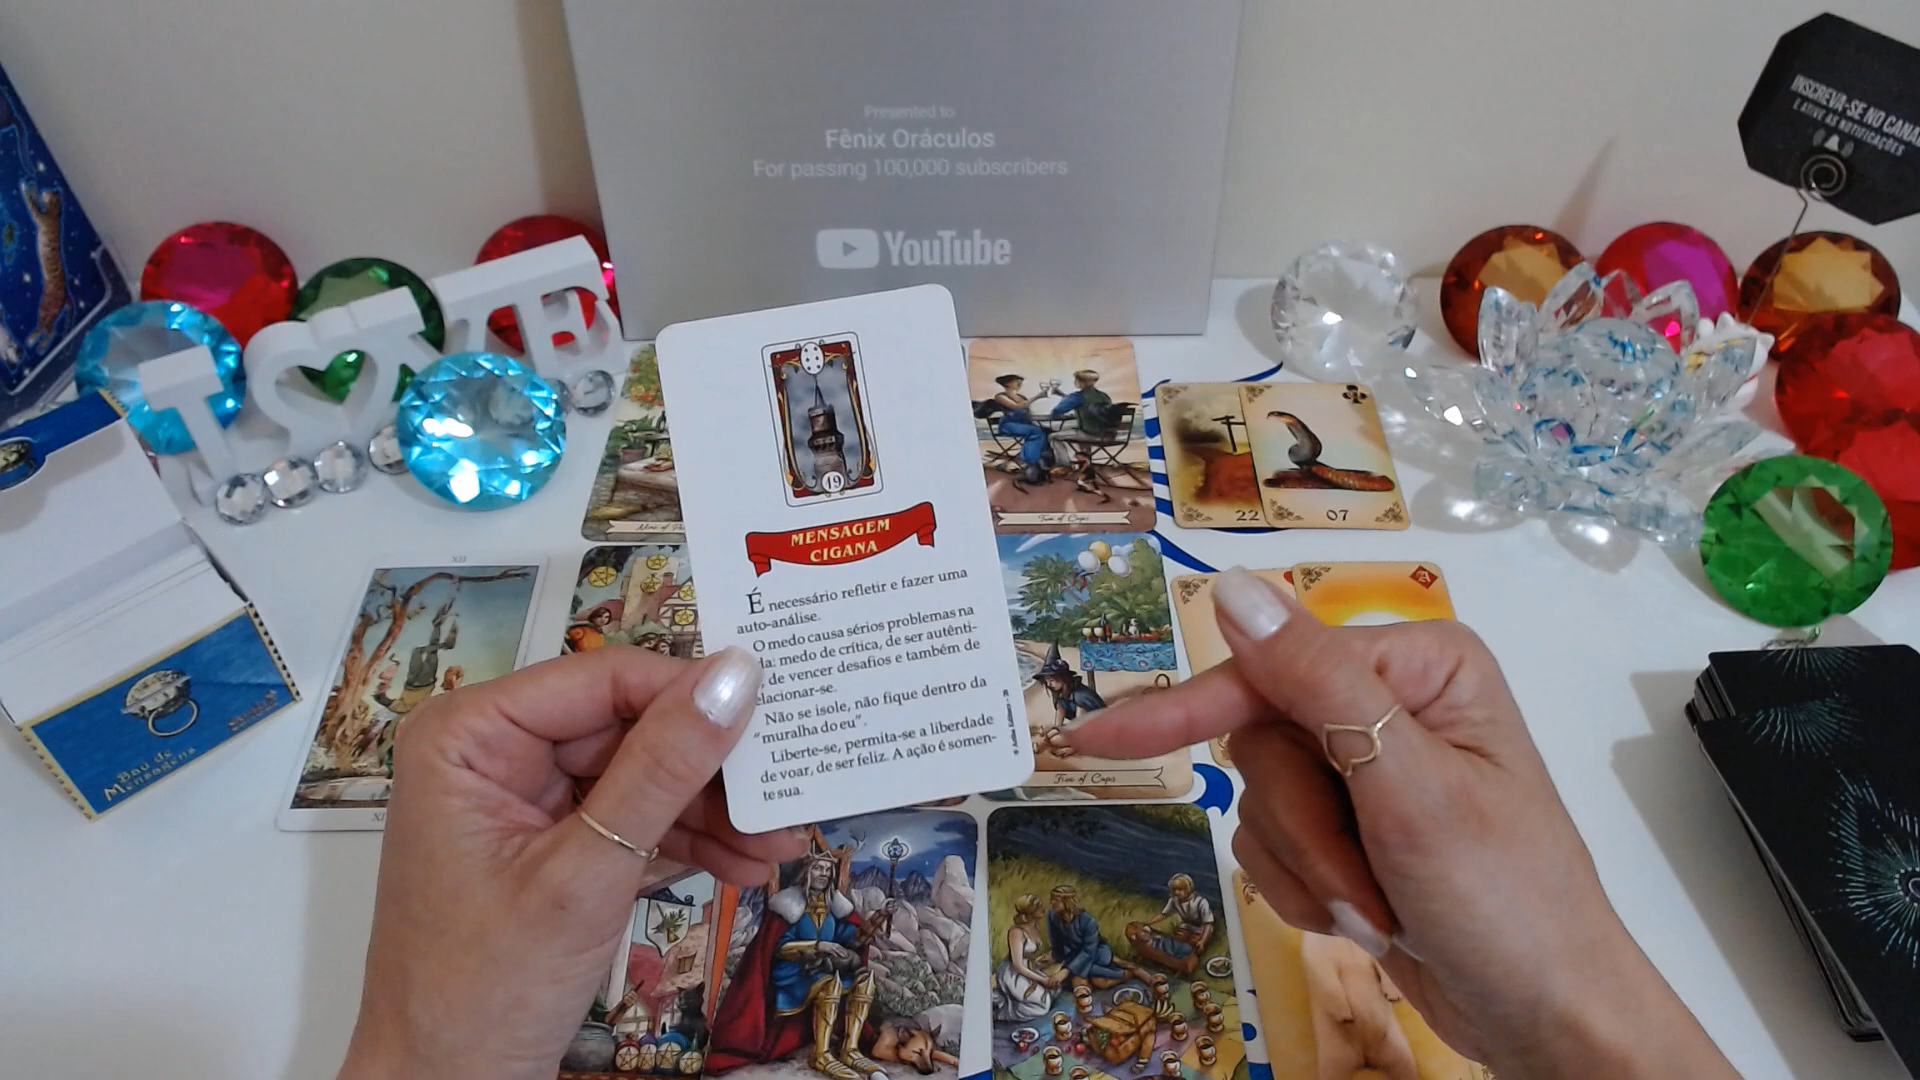 Presented to
Fênix Oráculos
For passing 100,000 subscribers
YouTube
INSCREVA-SE NO CANAL
E ATIVE AS NOTIFICAÇÕES
LOVE
19
MENSAGEM
CIGANA
É necessário refletir e fazer uma
auto-análise.
O medo causa sérios problemas na
da: medo de crítica, de ser autênti-
, de vencer desafios e também de
elacionar-se.
Não se isole, não fique dentro da
"muralha do eu".
Liberte-se, permita-se a liberdade
de voar, de ser feliz. A ação é somen-
te sua.
Two of Cups
22
07
A
Five of Cups
XII
Baú de
Mensagens